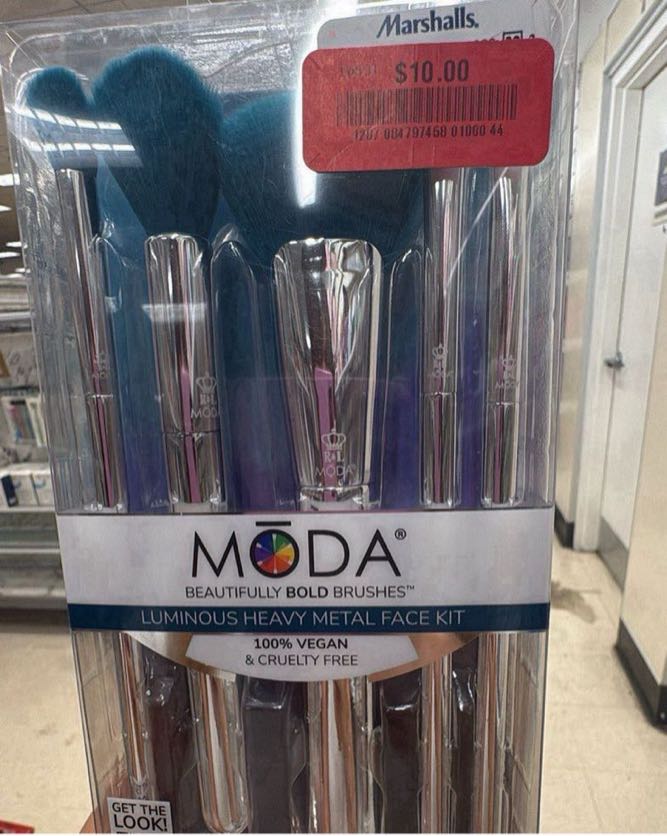 Marshalls.
$10.00
MŌDA®
BEAUTIFULLY BOLD BRUSHES™
LUMINOUS HEAVY METAL FACE KIT
100% VEGAN
& CRUELTY FREE
R&L
MODA
GET THE
LOOK!